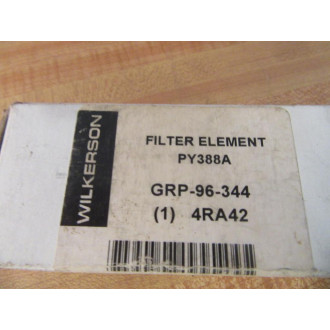 WILKERSON
FILTER ELEMENT
PY388A
GRP-96-344
(1) 4RA42